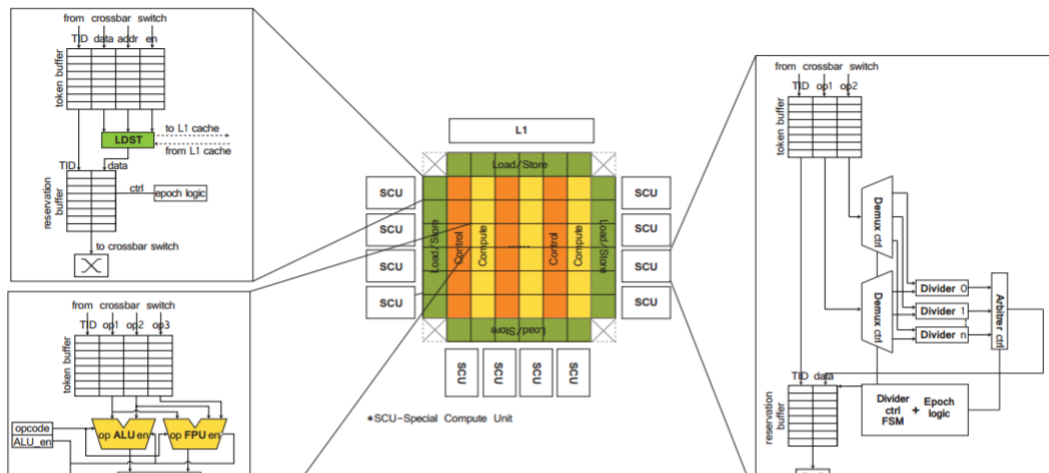 from crossbar switch
TID data addr en
token buffer
to L1 cache
LDST
from L1 cache
TID data
reservation
buffer
ctrl
epoch logic
to crossbar switch
from crossbar switch
TID op1 op2 op3
token buffer
opcode
ALU_en
op ALU en
op FPU en
L1
Load/Store
SCU
SCU
SCU
SCU
Load/Store
Control
Compute
......
Control
Compute
Load/Store
SCU
SCU
SCU
SCU
Load/Store
SCU
SCU
SCU
SCU
*SCU-Special Compute Unit
from crossbar switch
TID op1 op2
token buffer
Demux ctrl
Demux ctrl
Divider 0
Divider 1
Divider n
Arbitrer ctrl
TID data
reservation
buffer
Divider
ctrl
FSM
+
Epoch
logic